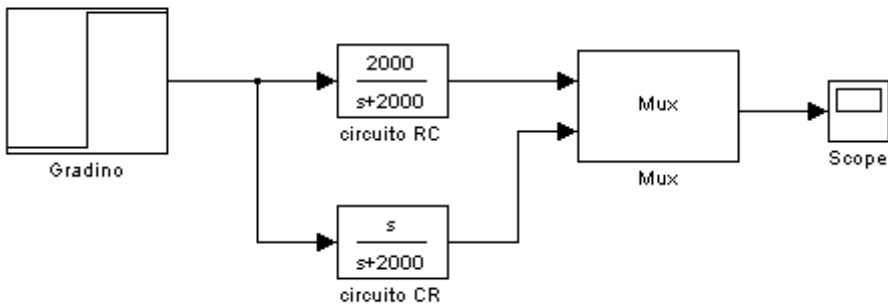 Gradino
2000
s+2000
circuito RC
s
s+2000
circuito CR
Mux
Mux
Scope